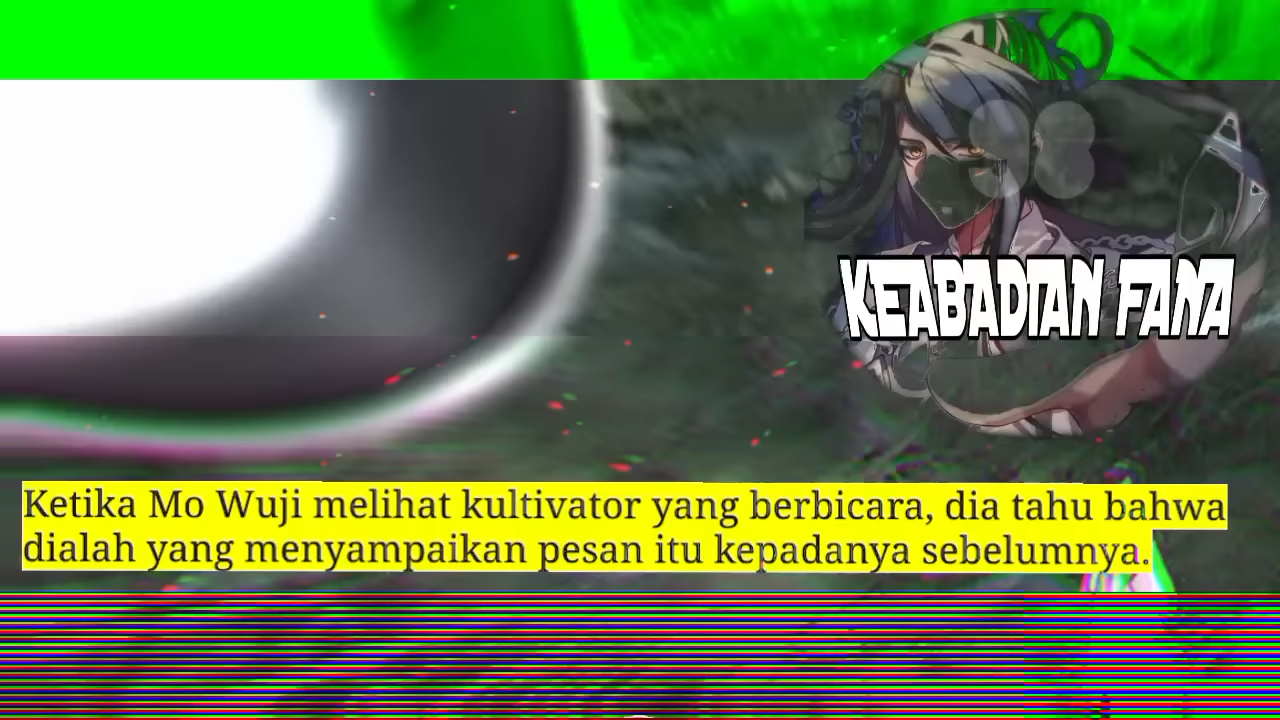 KEABADIAN FANA
Ketika Mo Wuji melihat kultivator yang berbicara, dia tahu bahwa
dialah yang menyampaikan pesan itu kepadanya sebelumnya.